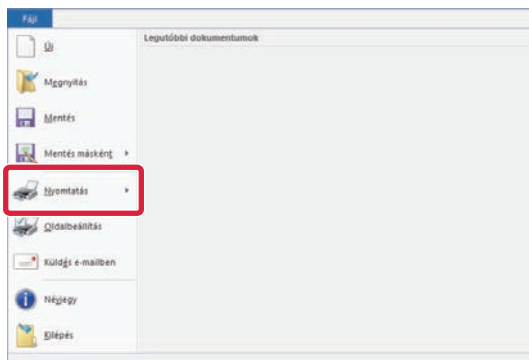 Fájl
Legutóbbi dokumentumok
Új
Megnyitás
Mentés
Mentés másként
Nyomtatás
Oldalbeállítás
Küldés e-mailben
Névjegy
Kilépés